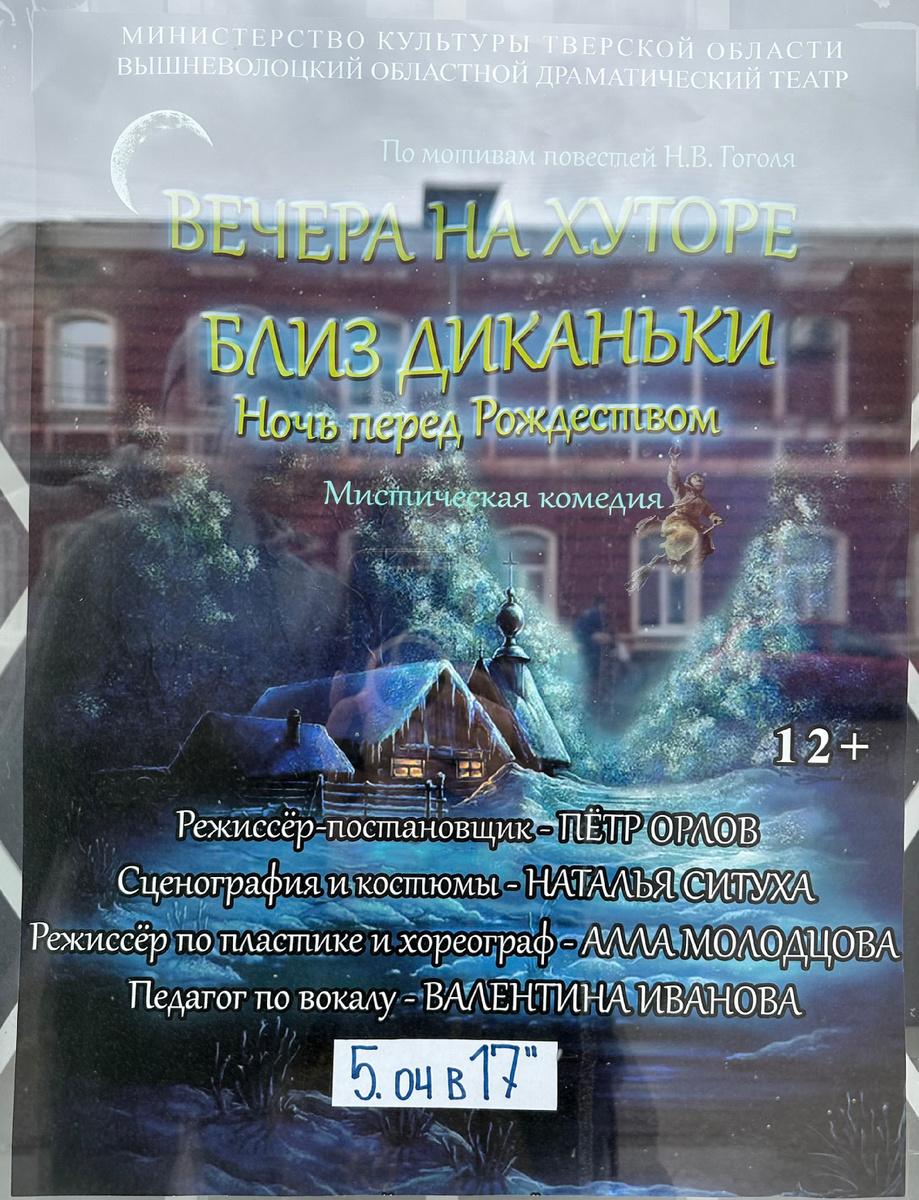 МИНИСТЕРСТВО КУЛЬТУРЫ ТВЕРСКОЙ ОБЛАСТИ
ВЫШНЕВОЛОЦКИЙ ОБЛАСТНОЙ ДРАМАТИЧЕСКИЙ ТЕАТР
По мотивам повестей Н.В. Гоголя
ВЕЧЕРА НА ХУТОРЕ
БЛИЗ ДИКАНЬКИ
Ночь перед Рождеством
Мистическая комедия
12+
Режиссёр-постановщик - ПЁТР ОРЛОВ
Сценография и костюмы - НАТАЛЬЯ СИТУХА
Режиссёр по пластике и хореограф - АЛЛА МОЛОДЦОВА
Педагог по вокалу - ВАЛЕНТИНА ИВАНОВА
5.04 в 17"